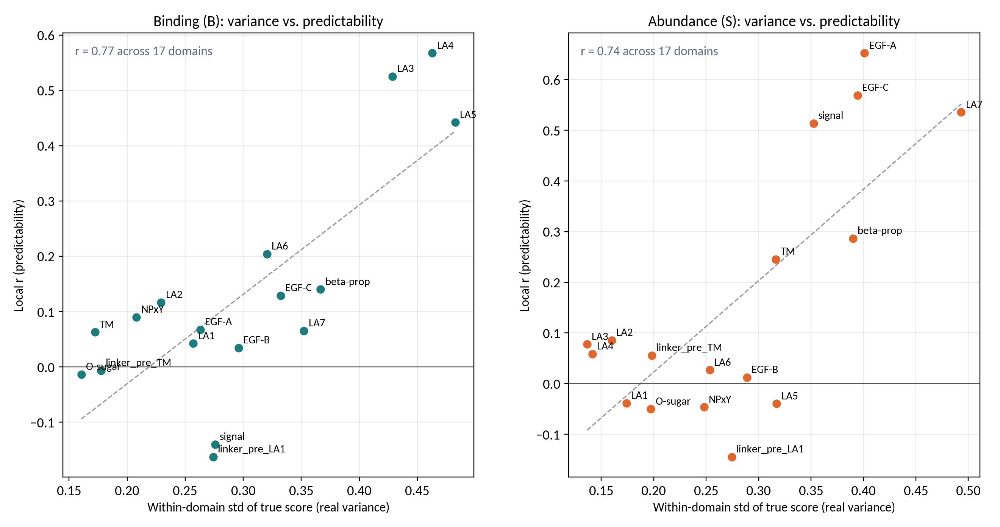 Binding (B): variance vs. predictability
r = 0.77 across 17 domains
Local r (predictability)
0.6
0.5
0.4
0.3
0.2
0.1
0.0
−0.1
LA4
LA3
LA5
LA6
beta-prop
EGF-C
LA2
NPxY
TM
EGF-A
LA7
LA1
EGF-B
linker_pre_TM
O-sugar
signal
linker_pre_LA1
0.15 0.20 0.25 0.30 0.35 0.40 0.45
Within-domain std of true score (real variance)
Abundance (S): variance vs. predictability
r = 0.74 across 17 domains
Local r (predictability)
0.6
0.5
0.4
0.3
0.2
0.1
0.0
−0.1
EGF-A
EGF-C
LA7
signal
beta-prop
TM
LA3
LA2
LA4
linker_pre_TM
LA6
EGF-B
LA1
O-sugar
NPxY
LA5
linker_pre_LA1
0.15 0.20 0.25 0.30 0.35 0.40 0.45 0.50
Within-domain std of true score (real variance)